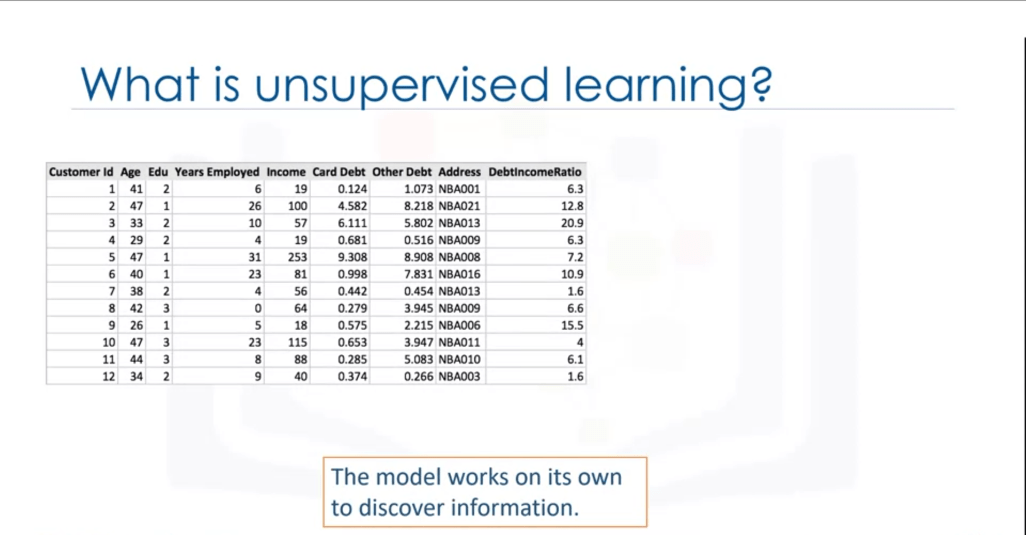 What is unsupervised learning?
Customer Id Age Edu Years Employed Income Card Debt Other Debt Address DebtIncomeRatio
1 41 2 6 19 0.124 1.073 NBA001 6.3
2 47 1 26 100 4.582 8.218 NBA021 12.8
3 33 2 10 57 6.111 5.802 NBA013 20.9
4 29 2 4 19 0.681 0.516 NBA009 6.3
5 47 1 31 253 9.308 8.908 NBA008 7.2
6 40 1 23 81 0.998 7.831 NBA016 10.9
7 38 2 4 56 0.442 0.454 NBA013 1.6
8 42 3 0 64 0.279 3.945 NBA009 6.6
9 26 1 5 18 0.575 2.215 NBA006 15.5
10 47 3 23 115 0.653 3.947 NBA011 4
11 44 3 8 88 0.285 5.083 NBA010 6.1
12 34 2 9 40 0.374 0.266 NBA003 1.6
The model works on its own
to discover information.